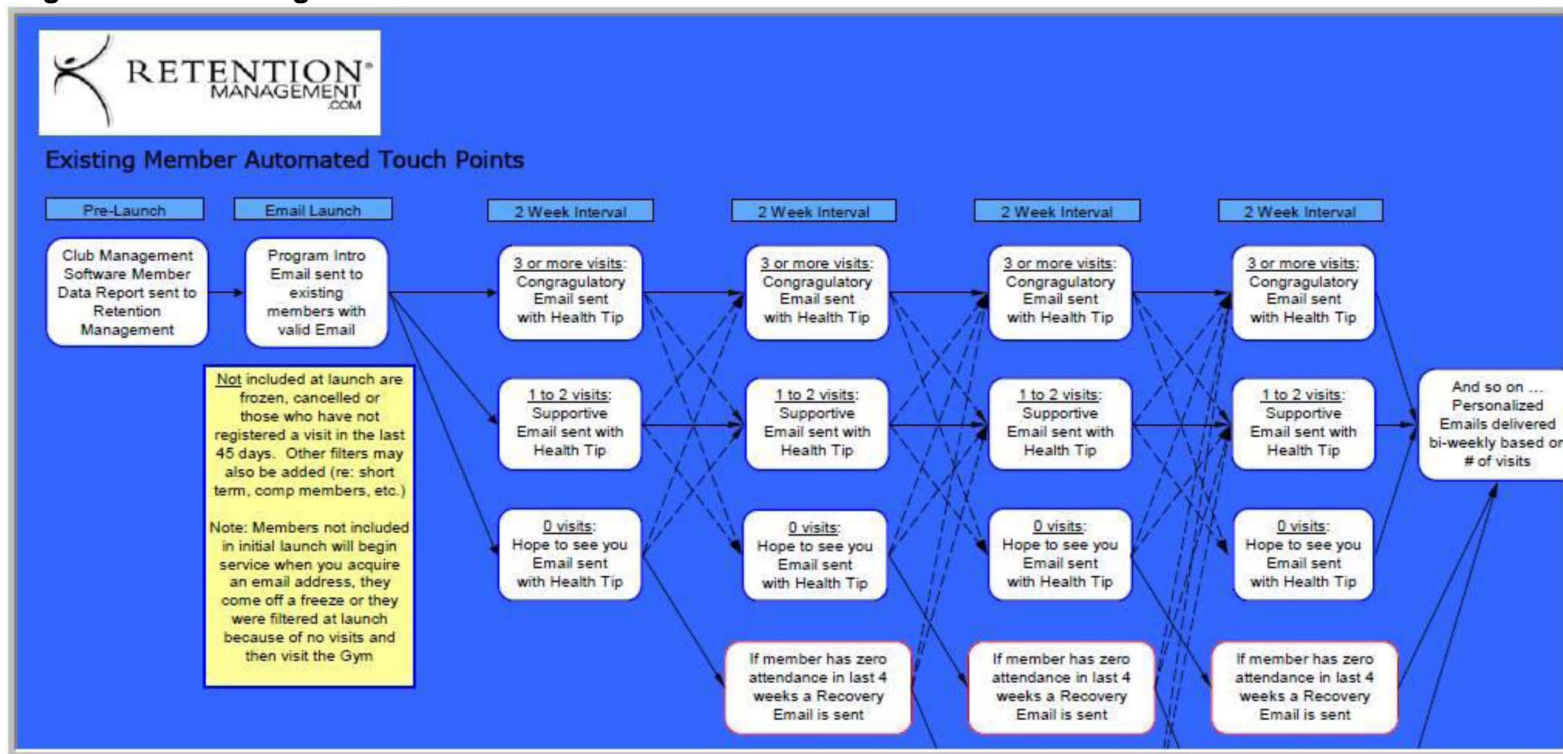 RETENTION®
MANAGEMENT
.COM
Existing Member Automated Touch Points
Pre-Launch
Email Launch
2 Week Interval
2 Week Interval
2 Week Interval
2 Week Interval
Club Management
Software Member
Data Report sent to
Retention
Management
Program Intro
Email sent to
existing
members with
valid Email
3 or more visits:
Congragulatory
Email sent
with Health Tip
3 or more visits:
Congragulatory
Email sent
with Health Tip
3 or more visits:
Congragulatory
Email sent
with Health Tip
3 or more visits:
Congragulatory
Email sent
with Health Tip
Not included at launch are
frozen, cancelled or
those who have not
registered a visit in the last
45 days. Other filters may
also be added (re: short
term, comp members, etc.)
Note: Members not included
in initial launch will begin
service when you acquire
an email address, they
come off a freeze or they
were filtered at launch
because of no visits and
then visit the Gym
1 to 2 visits:
Supportive
Email sent with
Health Tip
1 to 2 visits:
Supportive
Email sent with
Health Tip
1 to 2 visits:
Supportive
Email sent with
Health Tip
1 to 2 visits:
Supportive
Email sent with
Health Tip
And so on ...
Personalized
Emails delivered
bi-weekly based on
# of visits
0 visits:
Hope to see you
Email sent
with Health Tip
0 visits:
Hope to see you
Email sent
with Health Tip
0 visits:
Hope to see you
Email sent
with Health Tip
0 visits:
Hope to see you
Email sent
with Health Tip
If member has zero
attendance in last 4
weeks a Recovery
Email is sent
If member has zero
attendance in last 4
weeks a Recovery
Email is sent
If member has zero
attendance in last 4
weeks a Recovery
Email is sent